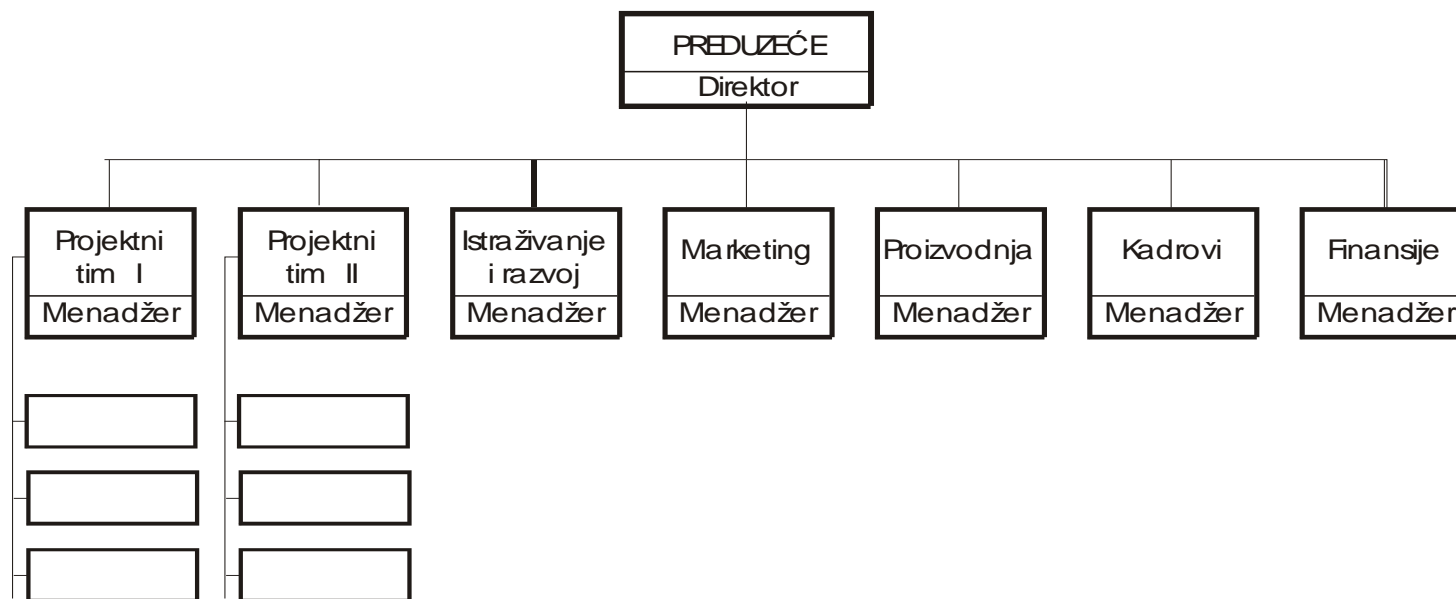 PREDUZEĆE
Direktor
Projektni
tim I
Menadžer
Projektni
tim II
Menadžer
Istraživanje
i razvoj
Menadžer
Marketing
Menadžer
Proizvodnja
Menadžer
Kadrovi
Menadžer
Finansije
Menadžer